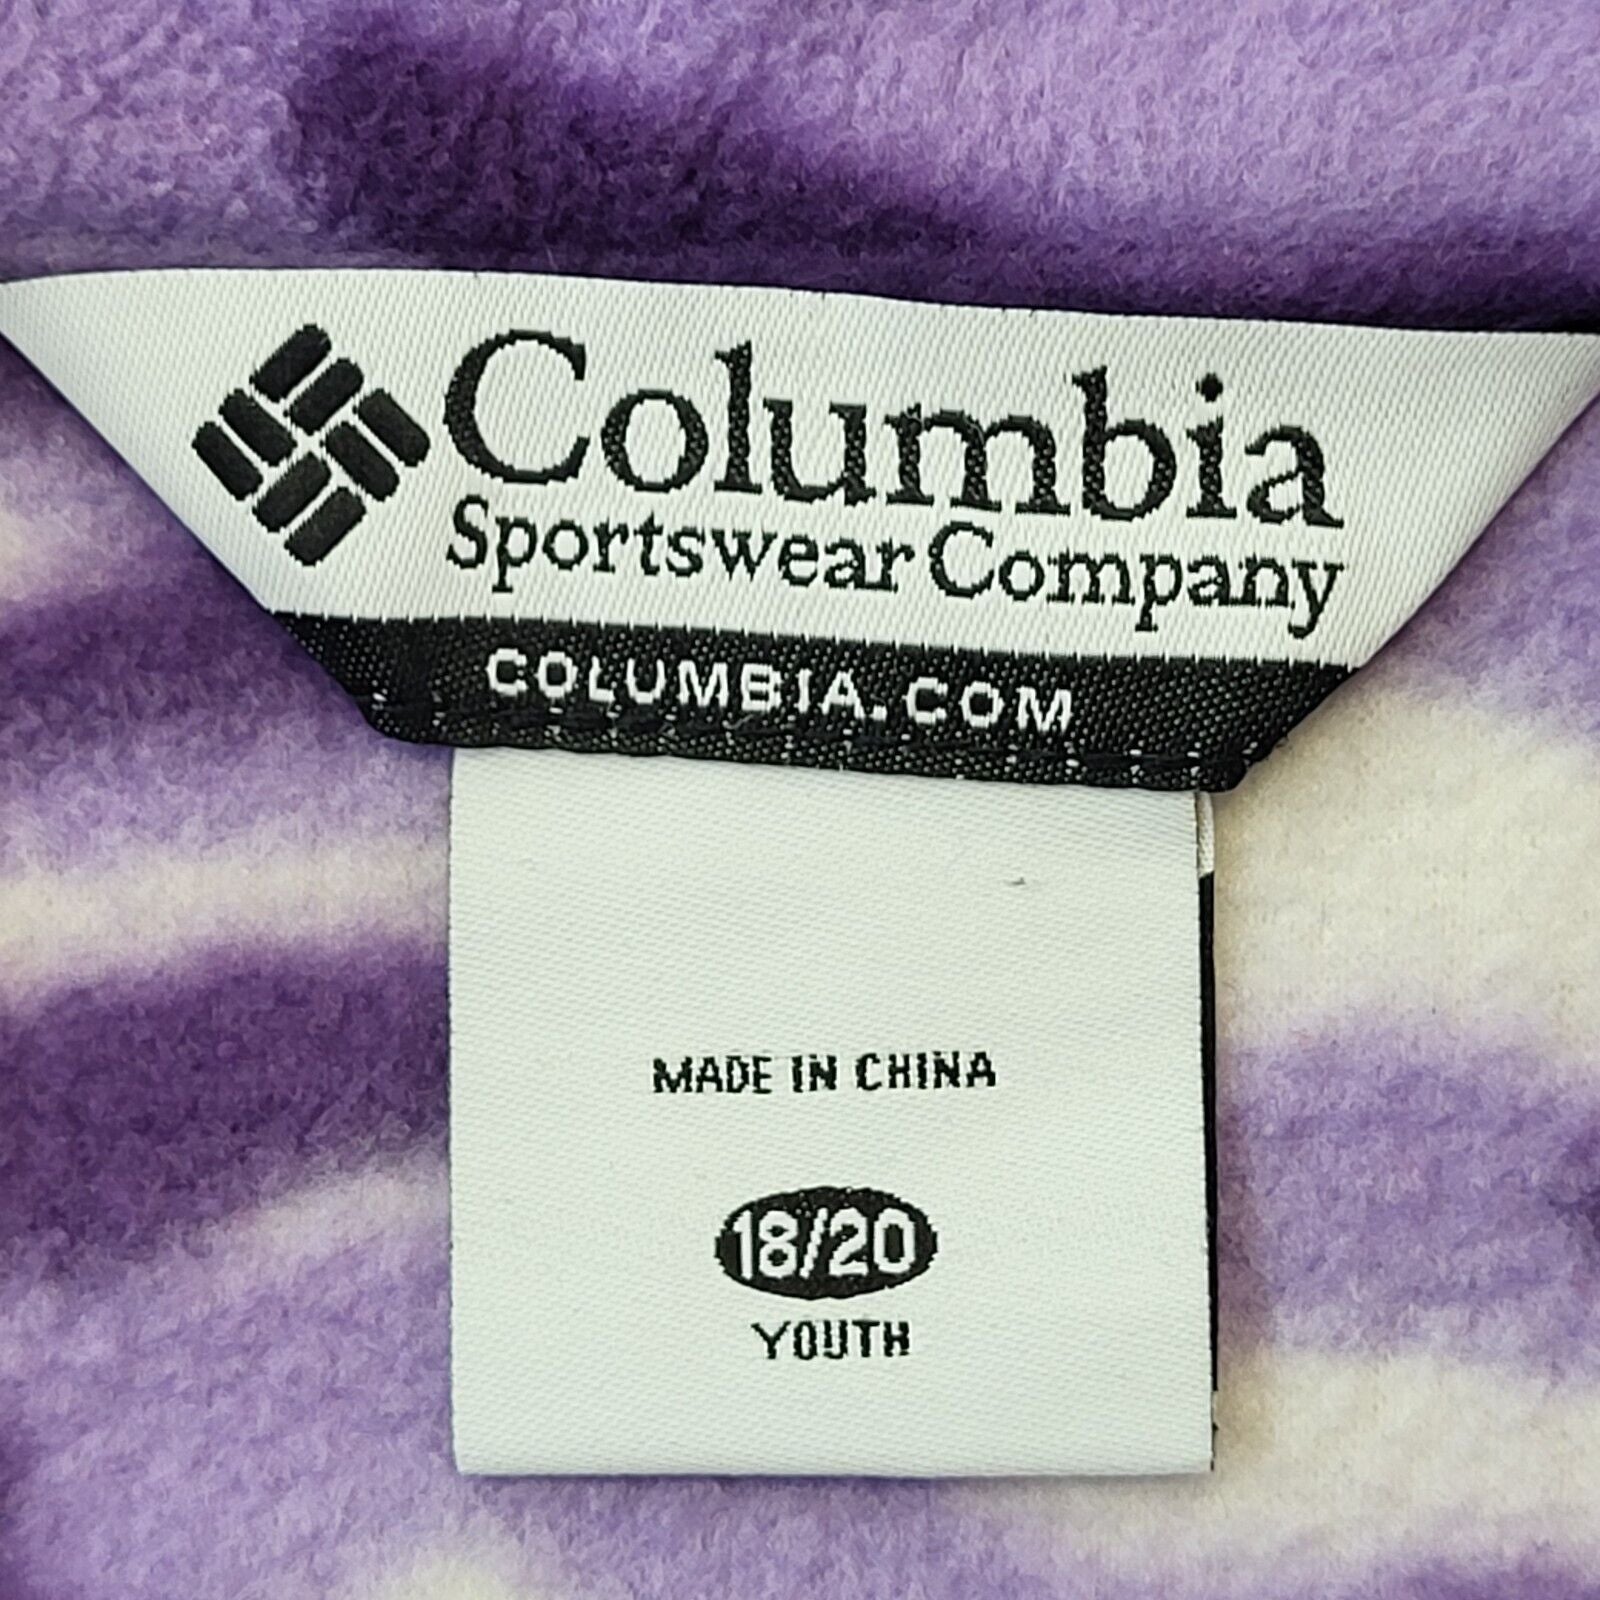 Columbia
Sportswear Company
COLUMBIA.COM
MADE IN CHINA
18/20
YOUTH